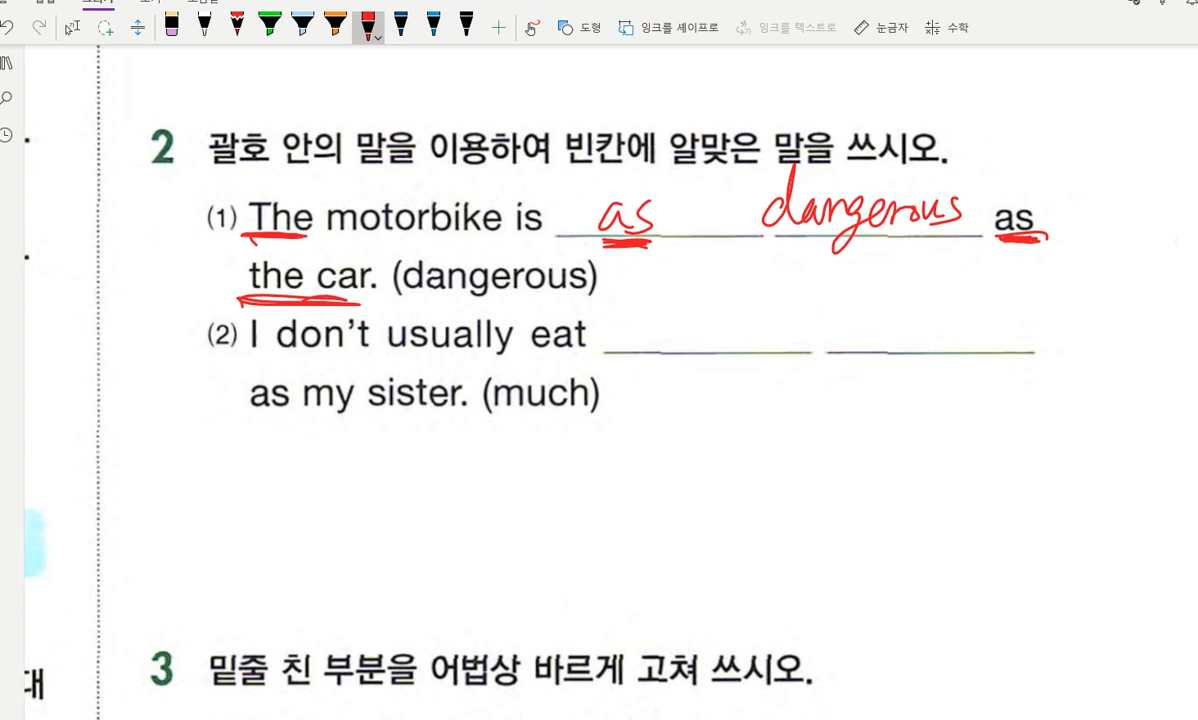 도형 잉크를 셰이프로 잉크를 텍스트로 눈금자 수학
2 괄호 안의 말을 이용하여 빈칸에 알맞은 말을 쓰시오.
(1) The motorbike is as dangerous as
the car. (dangerous)
(2) I don't usually eat
as my sister. (much)
3 밑줄 친 부분을 어법상 바르게 고쳐 쓰시오.
대